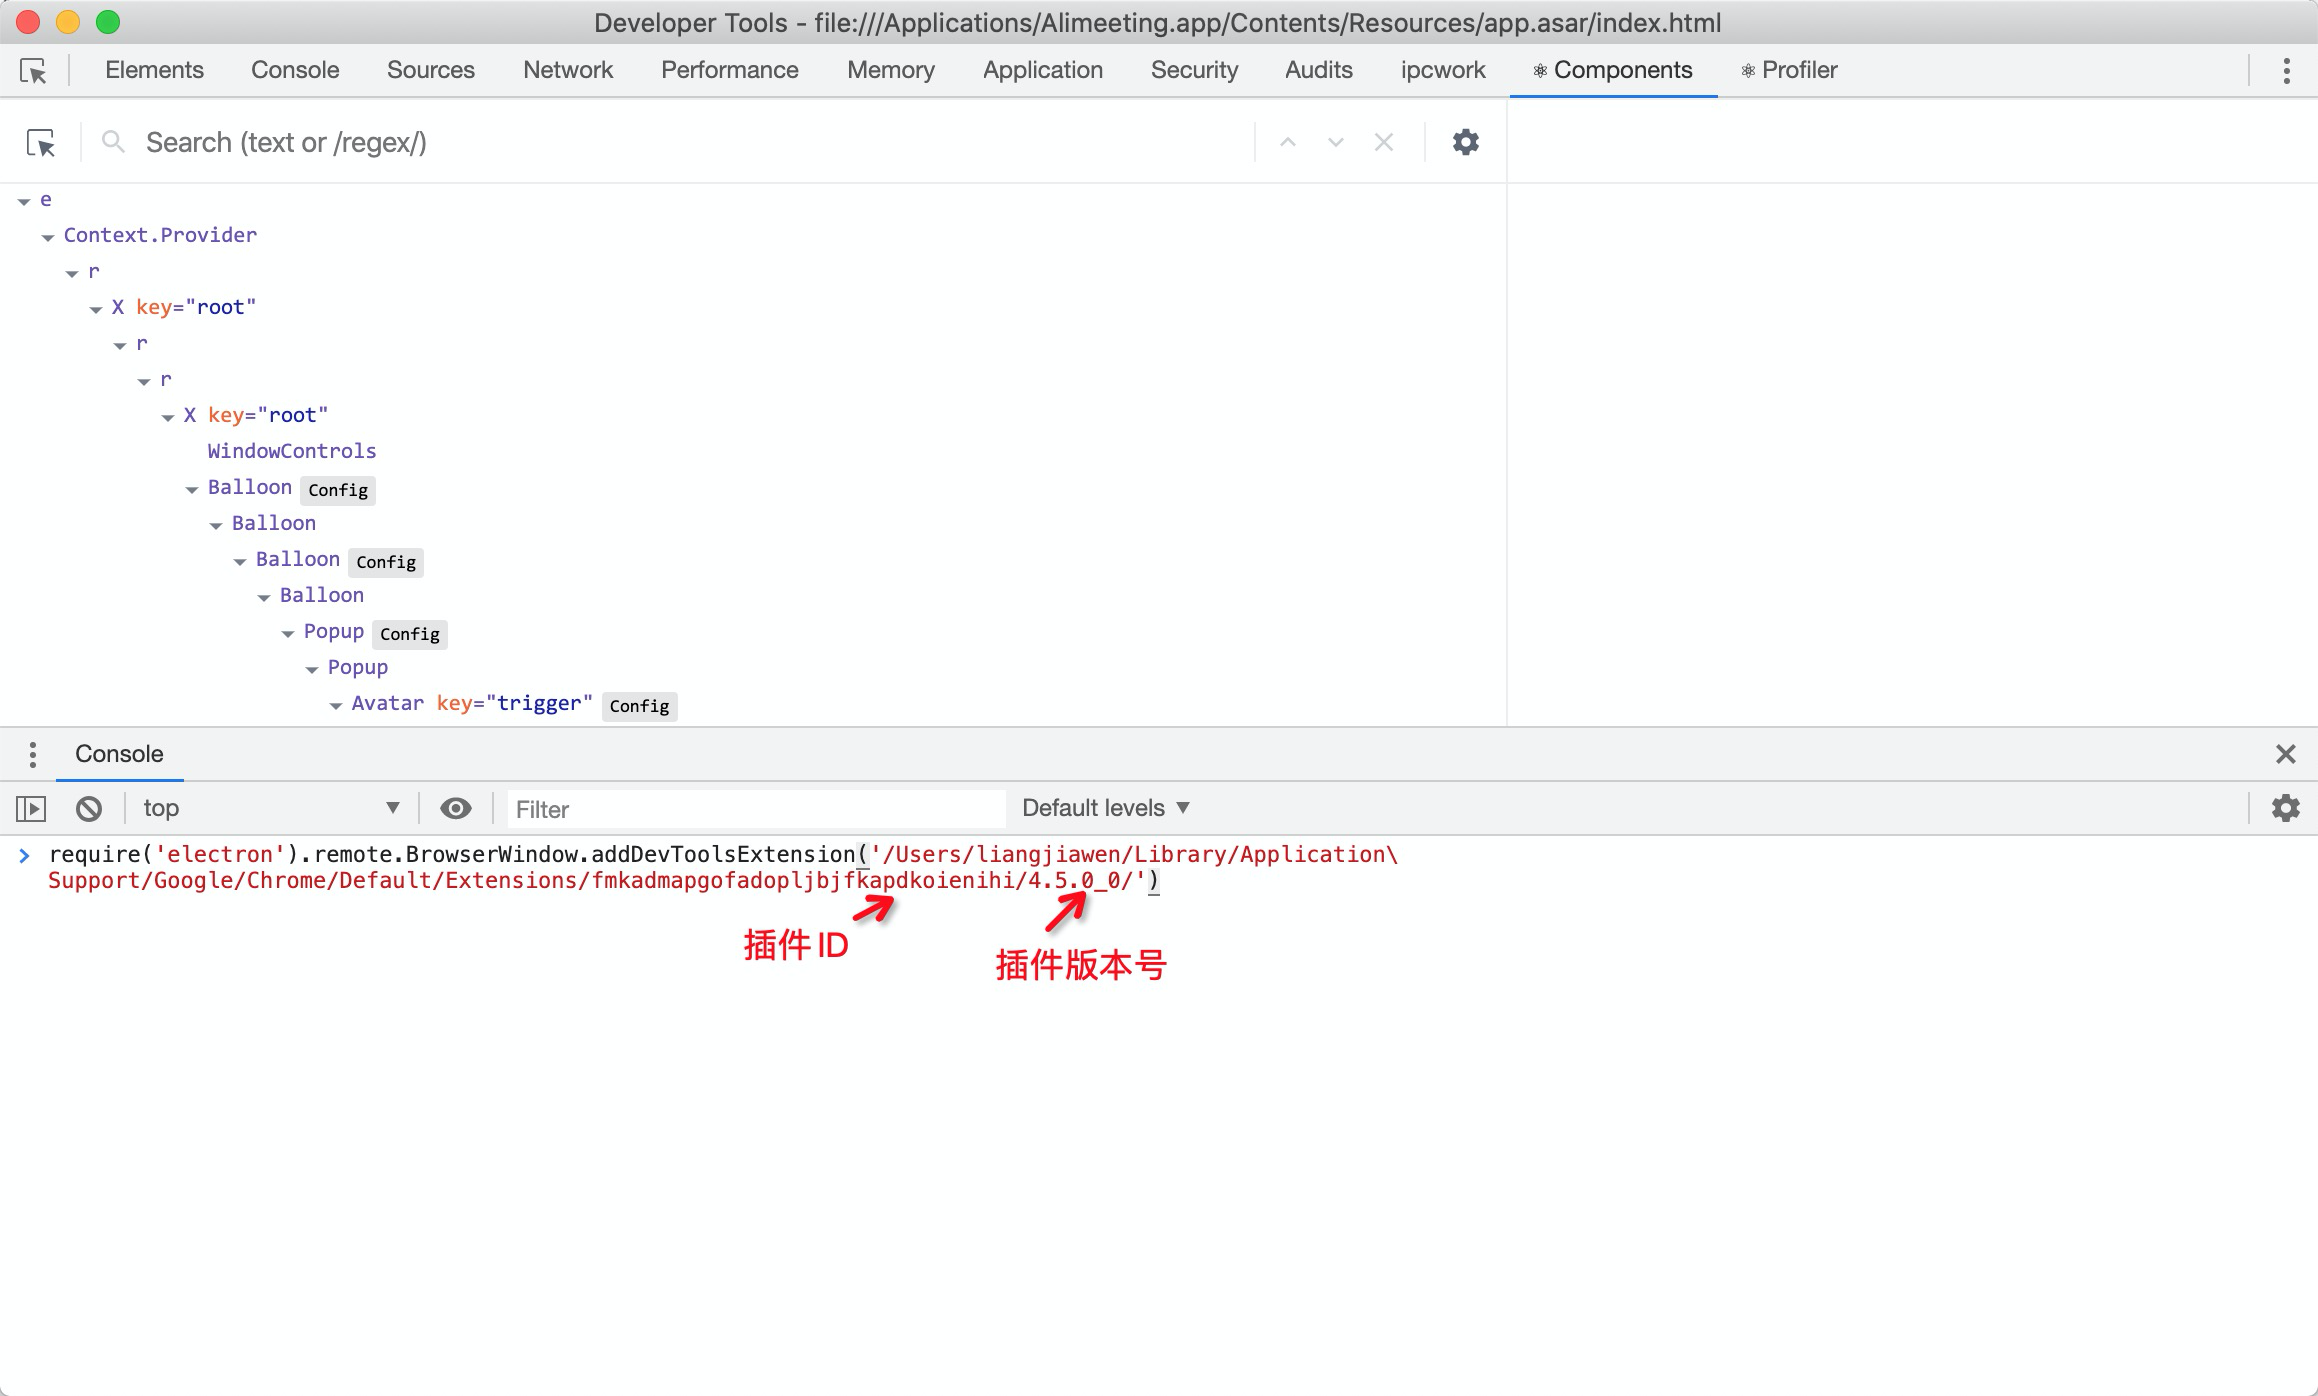 Developer Tools - file:///Applications/Alimeeting.app/Contents/Resources/app.asar/index.html
Elements Console Sources Network Performance Memory Application Security Audits ipcwork ⚛ Components ⚛ Profiler
Search (text or /regex/)
e
Context.Provider
r
X key="root"
r
r
X key="root"
WindowControls
Balloon Config
Balloon
Balloon Config
Balloon
Popup Config
Popup
Avatar key="trigger" Config
Console
top Filter Default levels
require('electron').remote.BrowserWindow.addDevToolsExtension('/Users/liangjiawen/Library/Application\
Support/Google/Chrome/Default/Extensions/fmkadmapgofadopljbjfkapdkoienihi/4.5.0_0/')
插件ID
插件版本号